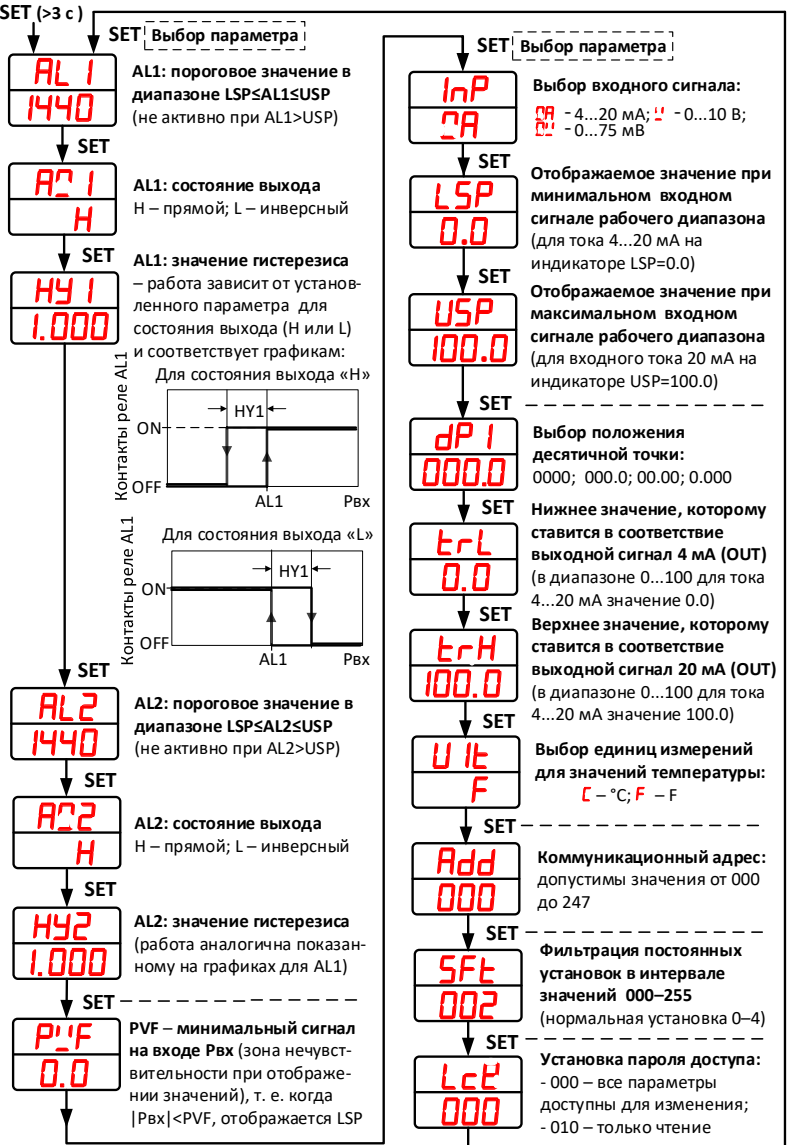 SET (>3 с)
SET Выбор параметра
AL1
1440
AL1: пороговое значение в
диапазоне LSP≤AL1≤USP
(не активно при AL1>USP)
SET
H
AL1: состояние выхода
H – прямой; L – инверсный
SET
HY1
1.000
AL1: значение гистерезиса
– работа зависит от установ-
ленного параметра для
состояния выхода (H или L)
и соответствует графикам:
Для состояния выхода «H»
Контакты реле AL1
HY1
ON
OFF
AL1
Рвх
Для состояния выхода «L»
Контакты реле AL1
HY1
ON
OFF
AL1
Рвх
SET
AL2
1440
AL2: пороговое значение в
диапазоне LSP≤AL2≤USP
(не активно при AL2>USP)
SET
H
AL2: состояние выхода
H – прямой; L – инверсный
SET
HY2
1.000
AL2: значение гистерезиса
(работа аналогична показан-
ному на графиках для AL1)
SET
PVF
0.0
PVF – минимальный сигнал
на входе Рвх (зона нечувст-
вительности при отображе-
нии значений), т. е. когда
|Рвх|<PVF, отображается LSP
SET Выбор параметра
InP
Выбор входного сигнала:
- 4...20 мА; - 0...10 В;
- 0...75 мВ
SET
LSP
0.0
Отображаемое значение при
минимальном входном
сигнале рабочего диапазона
(для тока 4...20 мА на
индикаторе LSP=0.0)
SET
USP
100.0
Отображаемое значение при
максимальном входном
сигнале рабочего диапазона
(для входного тока 20 мА на
индикаторе USP=100.0)
SET
dP1
000.0
Выбор положения
десятичной точки:
0000; 000.0; 00.00; 0.000
SET
trL
0.0
Нижнее значение, которому
ставится в соответствие
выходной сигнал 4 мА (OUT)
(в диапазоне 0...100 для тока
4...20 мА значение 0.0)
SET
trH
100.0
Верхнее значение, которому
ставится в соответствие
выходной сигнал 20 мА (OUT)
(в диапазоне 0...100 для тока
4...20 мА значение 100.0)
SET
U1t
F
Выбор единиц измерений
для значений температуры:
C – °C; F – F
SET
Add
000
Коммуникационный адрес:
допустимы значения от 000
до 247
SET
SFt
002
Фильтрация постоянных
установок в интервале
значений 000–255
(нормальная установка 0–4)
SET
000
Установка пароля доступа:
- 000 – все параметры
доступны для изменения;
- 010 – только чтение